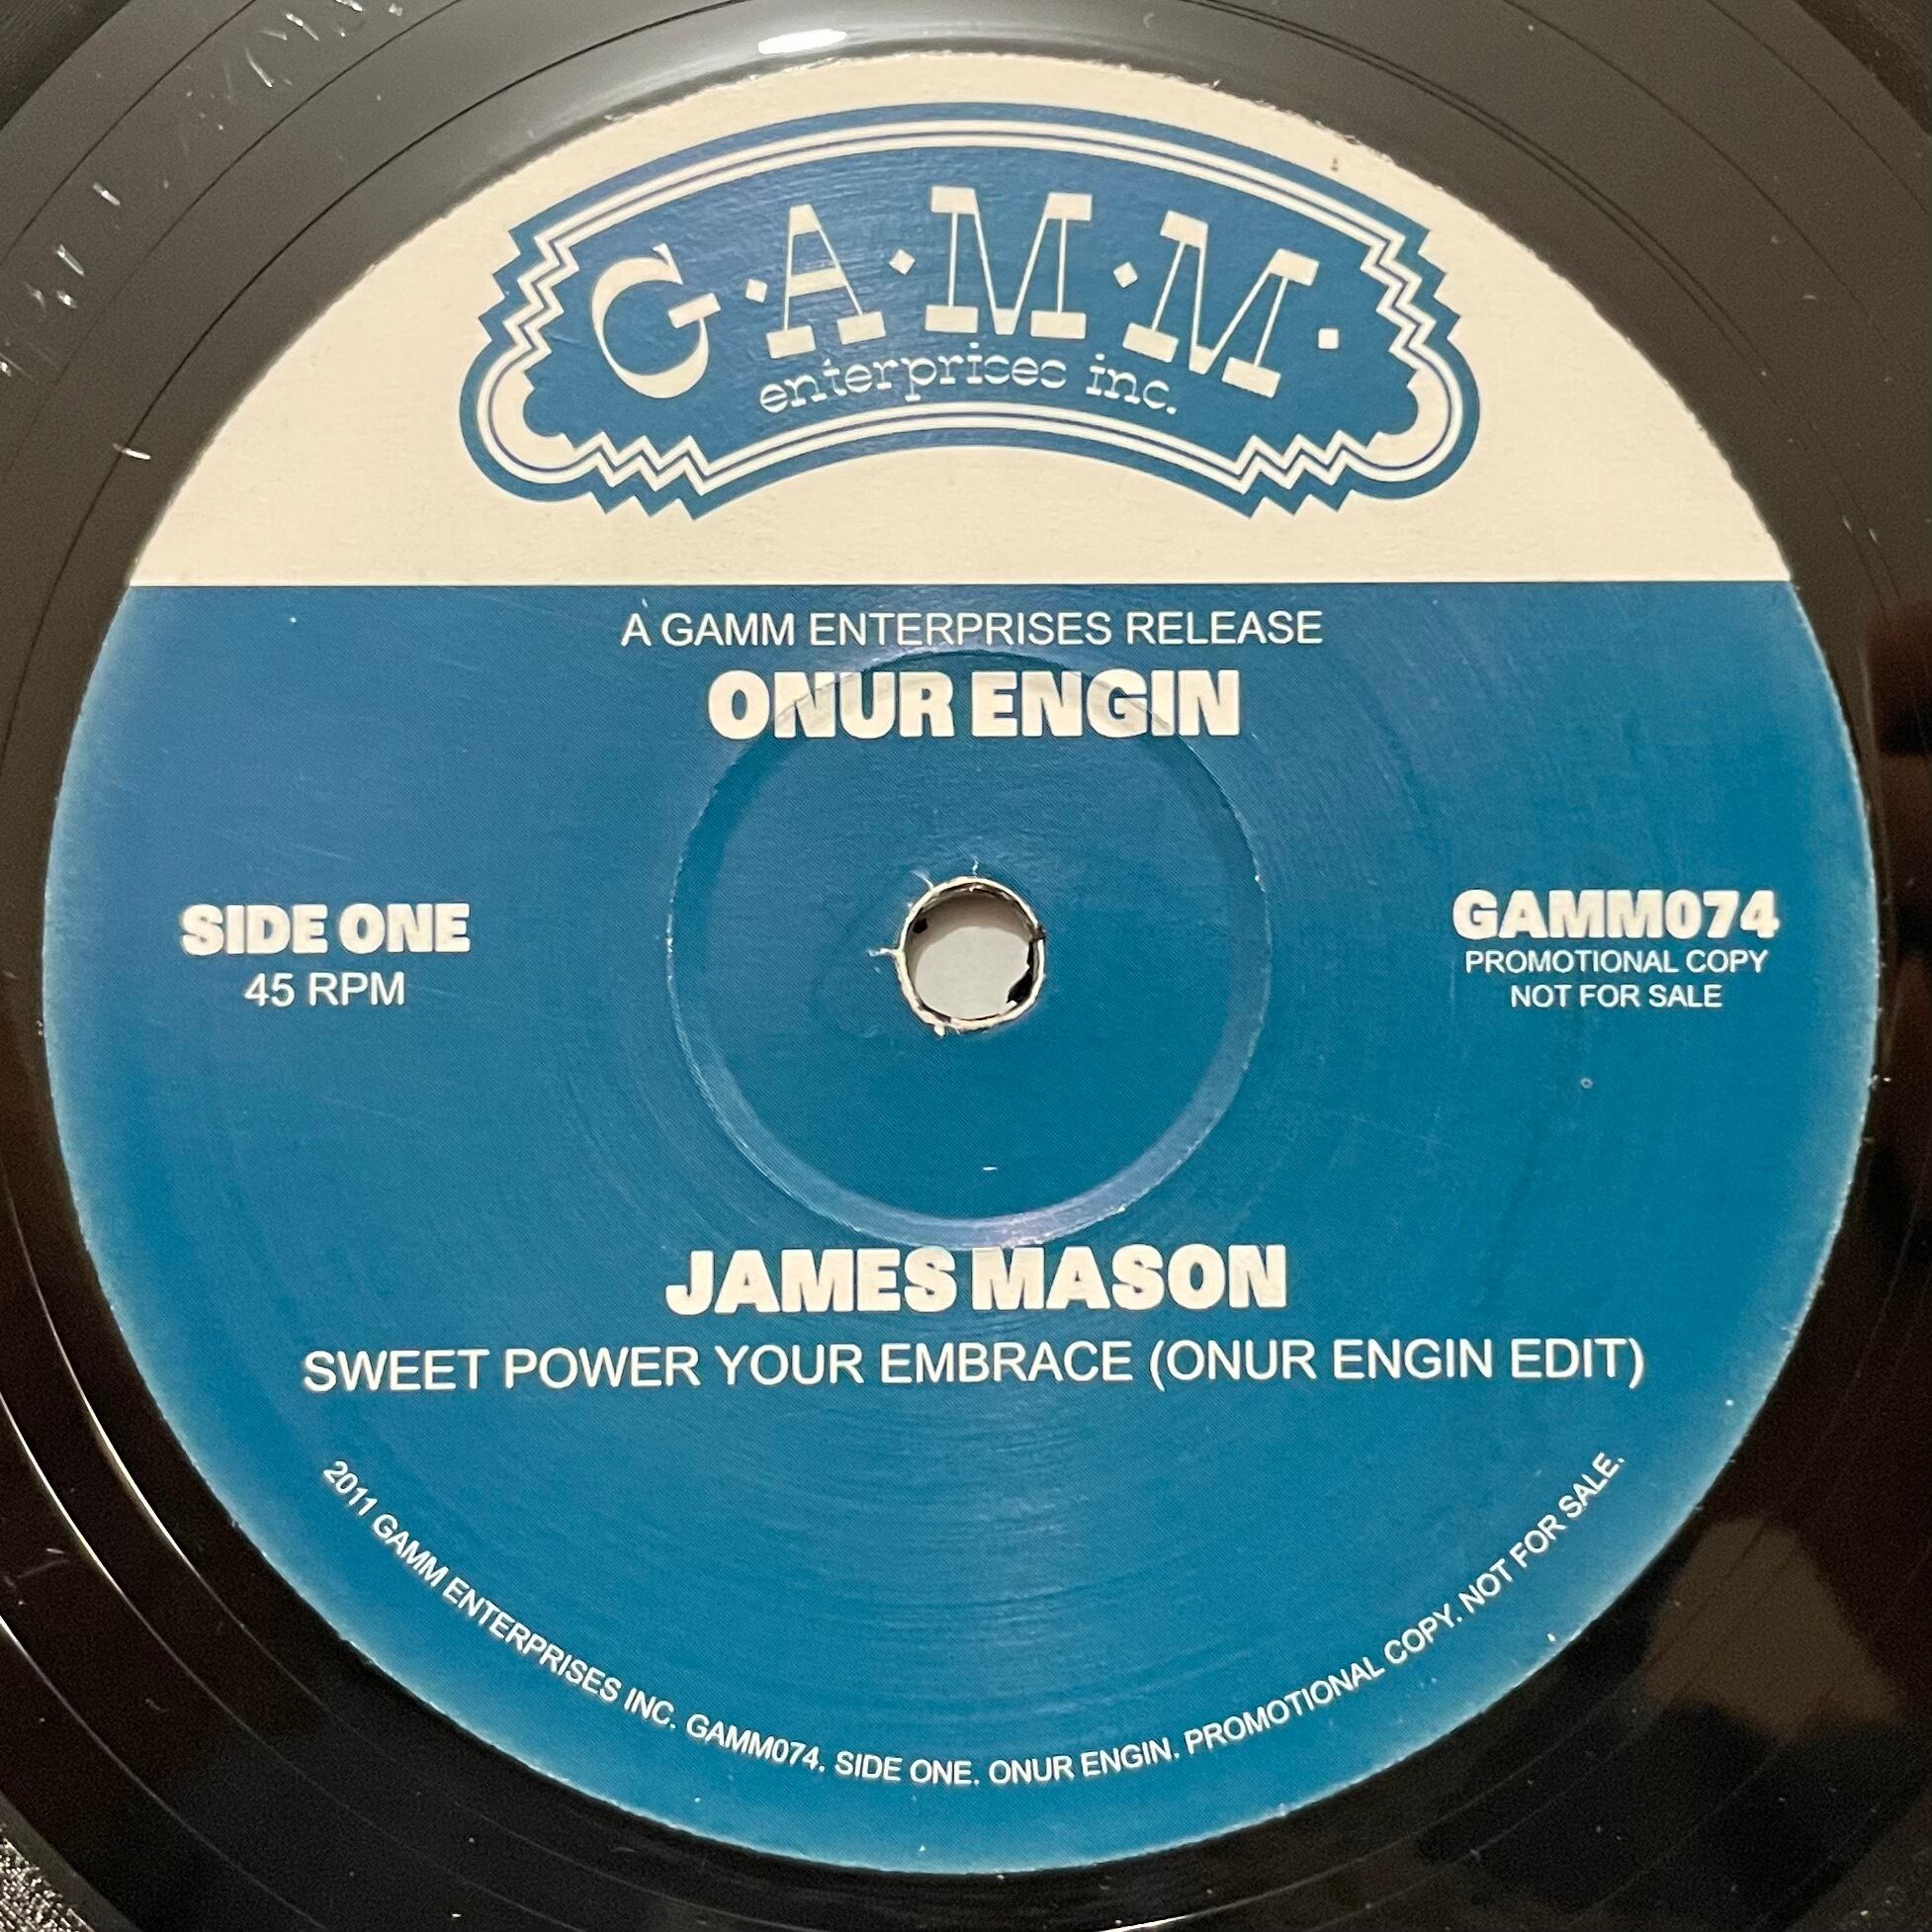 G·A·M·M·
enterprises inc.
A GAMM ENTERPRISES RELEASE
ONUR ENGIN
SIDE ONE
45 RPM
GAMM074
PROMOTIONAL COPY
NOT FOR SALE
JAMES MASON
SWEET POWER YOUR EMBRACE (ONUR ENGIN EDIT)
2011 GAMM ENTERPRISES INC. GAMM074. SIDE ONE. ONUR ENGIN. PROMOTIONAL COPY. NOT FOR SALE.